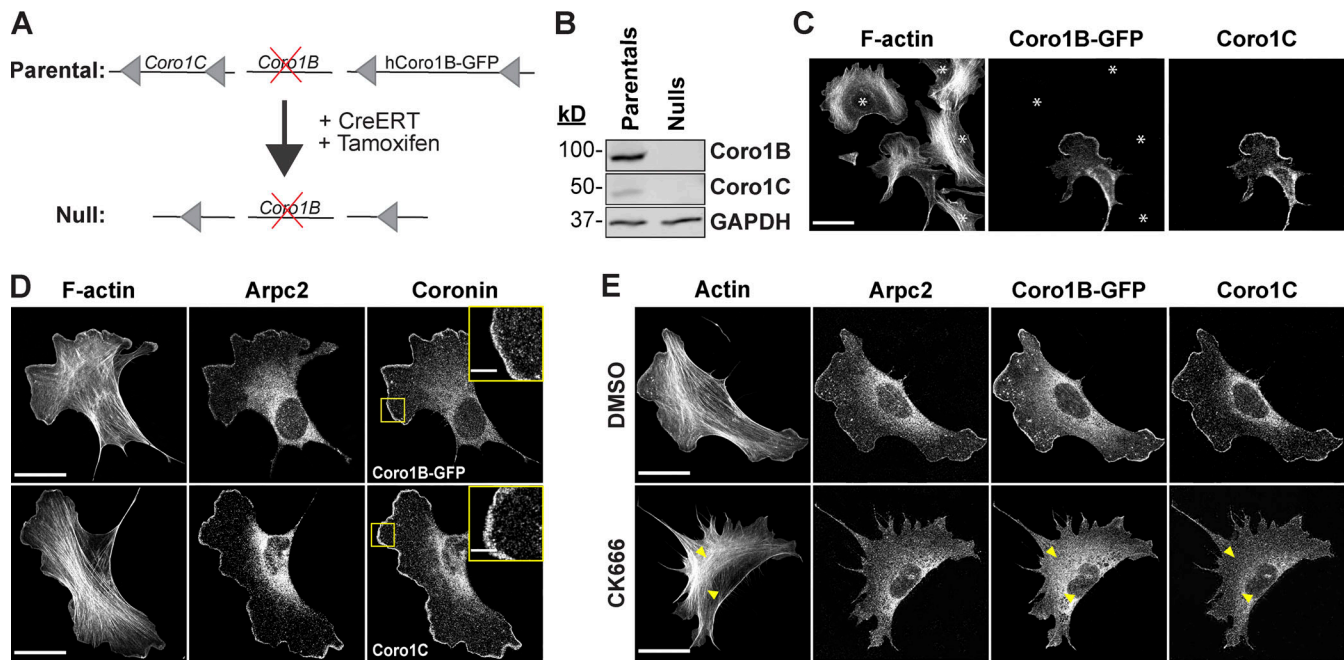 A
Parental:
Coro1C
Coro1B
hCoro1B-GFP
+ CreERT
+ Tamoxifen
Null:
Coro1B
B
kD
Parentals
Nulls
100-
Coro1B
50-
Coro1C
37-
GAPDH
C
F-actin
Coro1B-GFP
Coro1C
*
*
*
*
*
*
*
*
D
F-actin
Arpc2
Coronin
Coro1B-GFP
Coro1C
E
Actin
Arpc2
Coro1B-GFP
Coro1C
DMSO
CK666